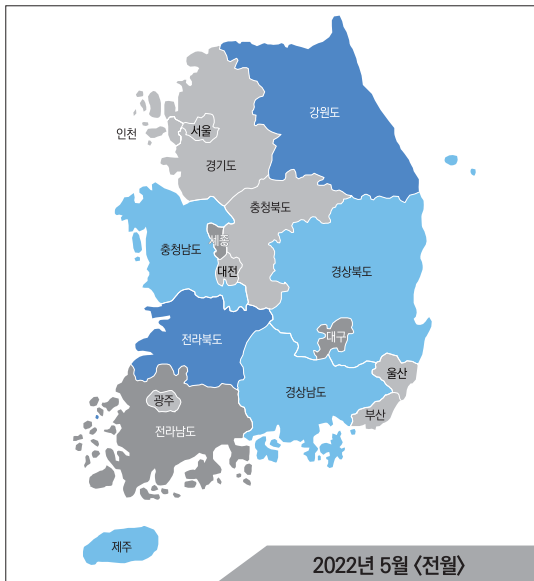 강원도
서울
인천
경기도
충청북도
세종
충청남도
대전
경상북도
전라북도
대구
울산
경상남도
광주
부산
전라남도
제주
2022년 5월 〈전월〉